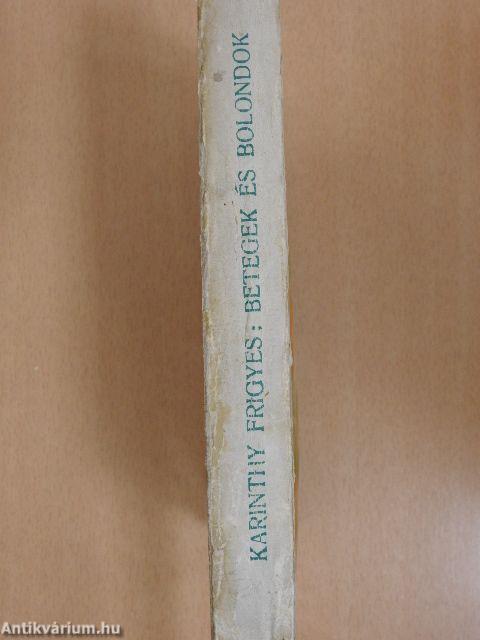 KARINTHY FRIGYES: BETEGEK ÉS BOLONDOK
Antikvárium.hu